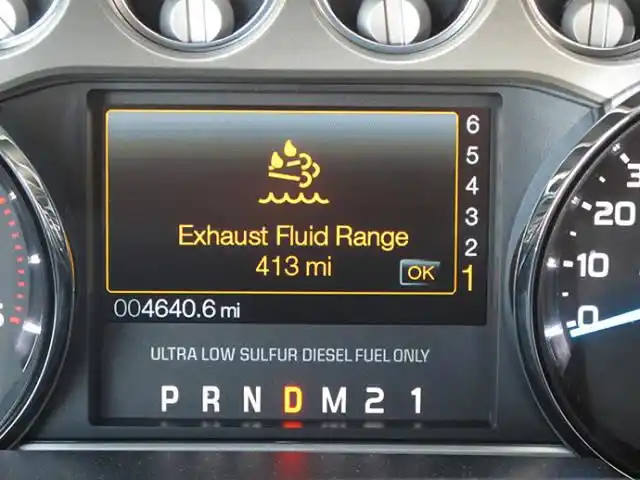 6
5
4
3
2
1
Exhaust Fluid Range
413 mi
OK
004640.6 mi
ULTRA LOW SULFUR DIESEL FUEL ONLY
P R N D M 2 1
20
10
0